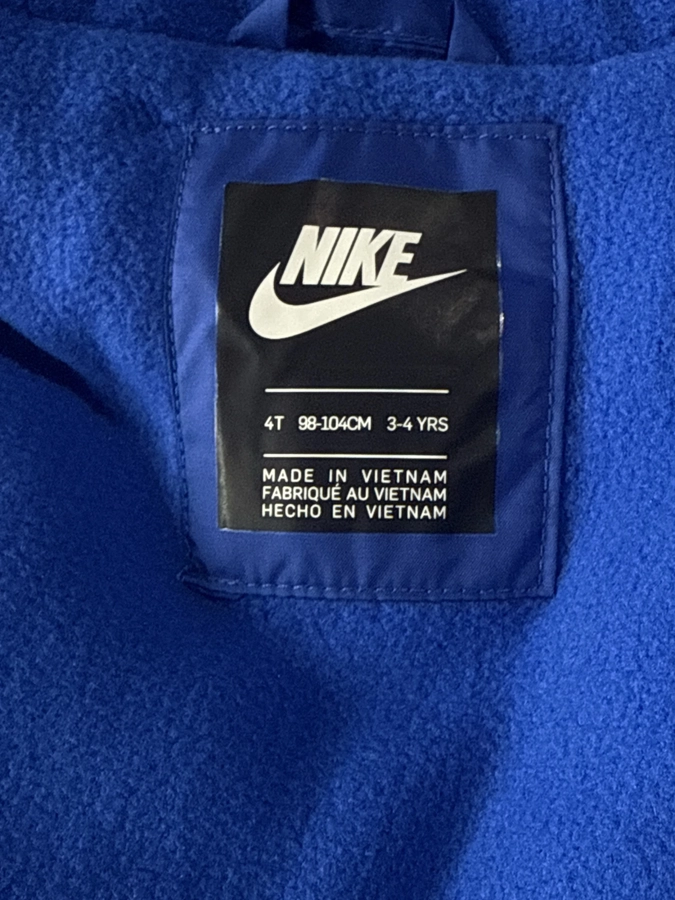 NIKE
4T 98-104CM 3-4 YRS
MADE IN VIETNAM
FABRIQUÉ AU VIETNAM
HECHO EN VIETNAM